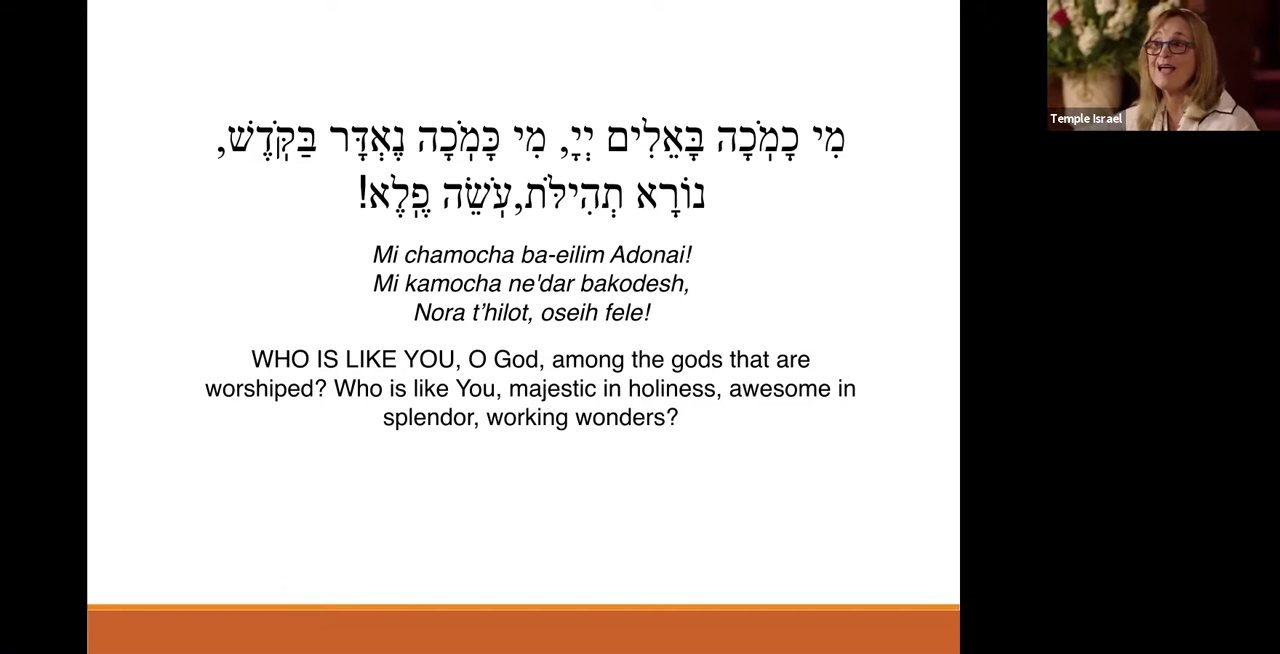 מִי כָמֹֽכָה בָּאֵלִים יְיָ, מִי כָּמֹֽכָה נֶאְדָּר בַּקֹּֽדֶשׁ,
נוֹרָא תְהִילֹּת,עֹֽשֵׂה פֶֽלֶא!
Mi chamocha ba-eilim Adonai!
Mi kamocha ne'dar bakodesh,
Nora t’hilot, oseih fele!
WHO IS LIKE YOU, O God, among the gods that are
worshiped? Who is like You, majestic in holiness, awesome in
splendor, working wonders?
Temple Israel